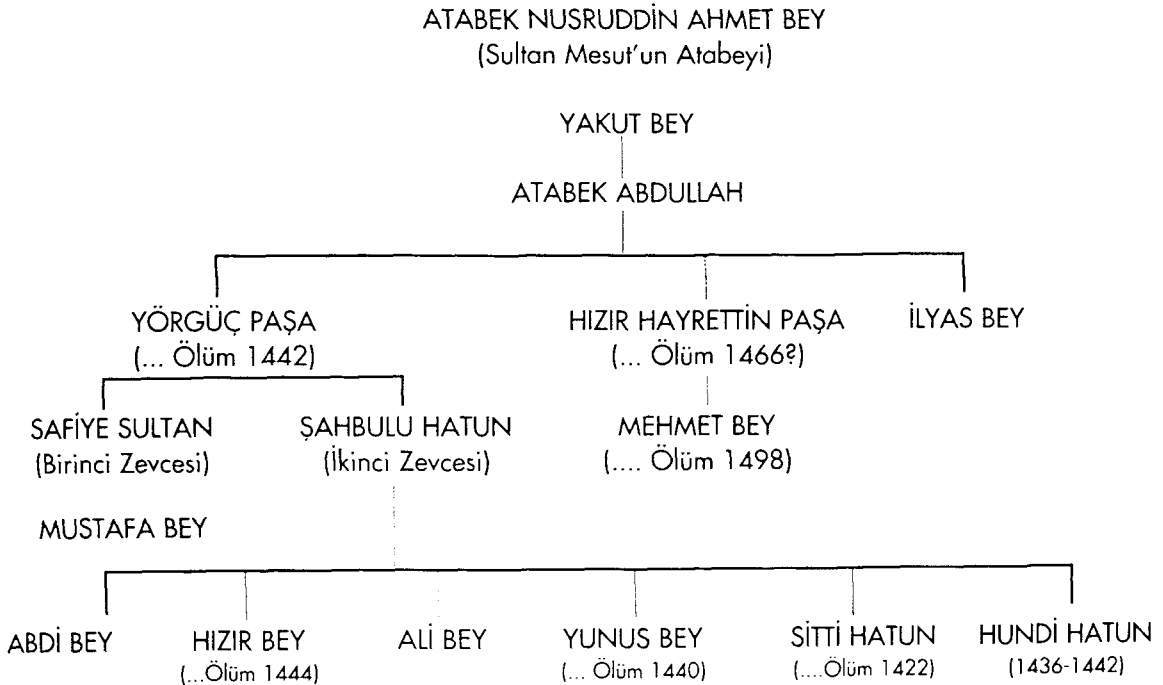 ATABEK NUSRUDDİN AHMET BEY
(Sultan Mesut'un Atabeyi)
YAKUT BEY
ATABEK ABDULLAH
YÖRGÜÇ PAŞA HIZIR HAYRETTİN PAŞA İLYAS BEY
(... Ölüm 1442) (... Ölüm 1466?)
SAFİYE SULTAN ŞAHBULU HATUN MEHMET BEY
(Birinci Zevcesi) (İkinci Zevcesi) (.... Ölüm 1498)
MUSTAFA BEY
ABDİ BEY HIZIR BEY ALİ BEY YUNUS BEY SİTTİ HATUN HUNDİ HATUN
(...Ölüm 1444) (... Ölüm 1440) (....Ölüm 1422) (1436-1442)